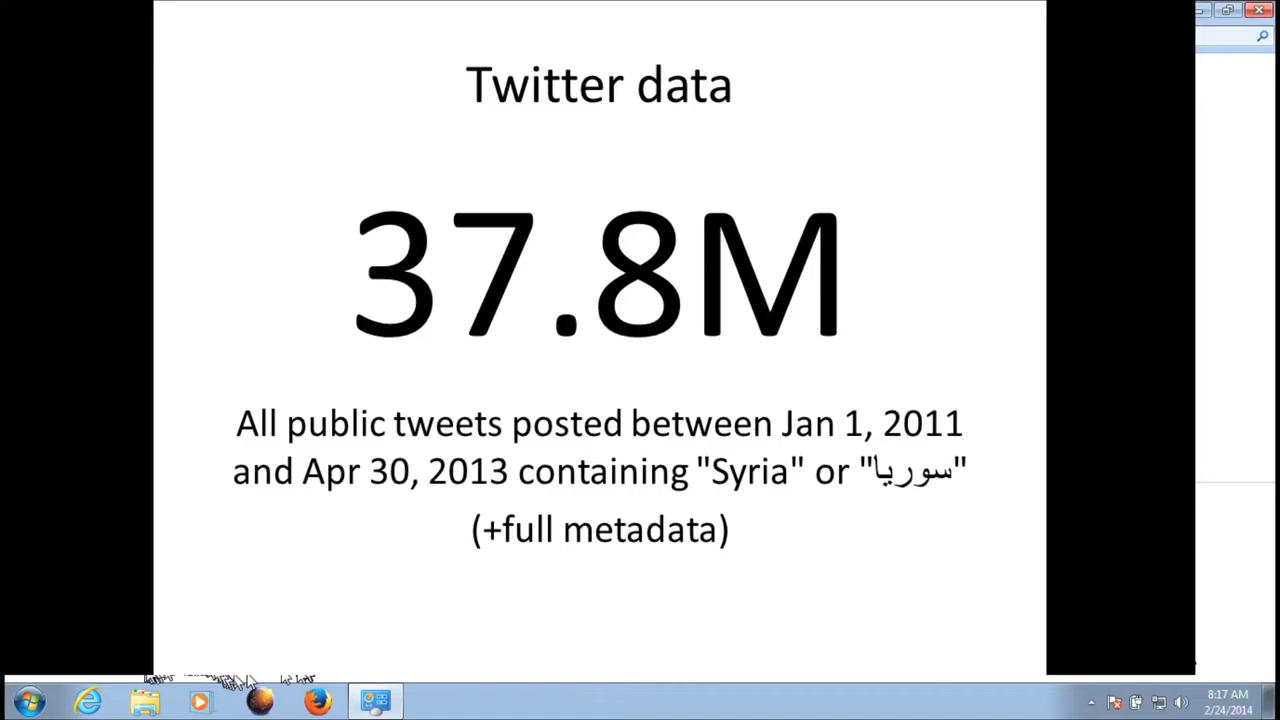 Twitter data
37.8M
All public tweets posted between Jan 1, 2011
and Apr 30, 2013 containing "Syria" or "سوريا"
(+full metadata)
8:17 AM
2/24/2014